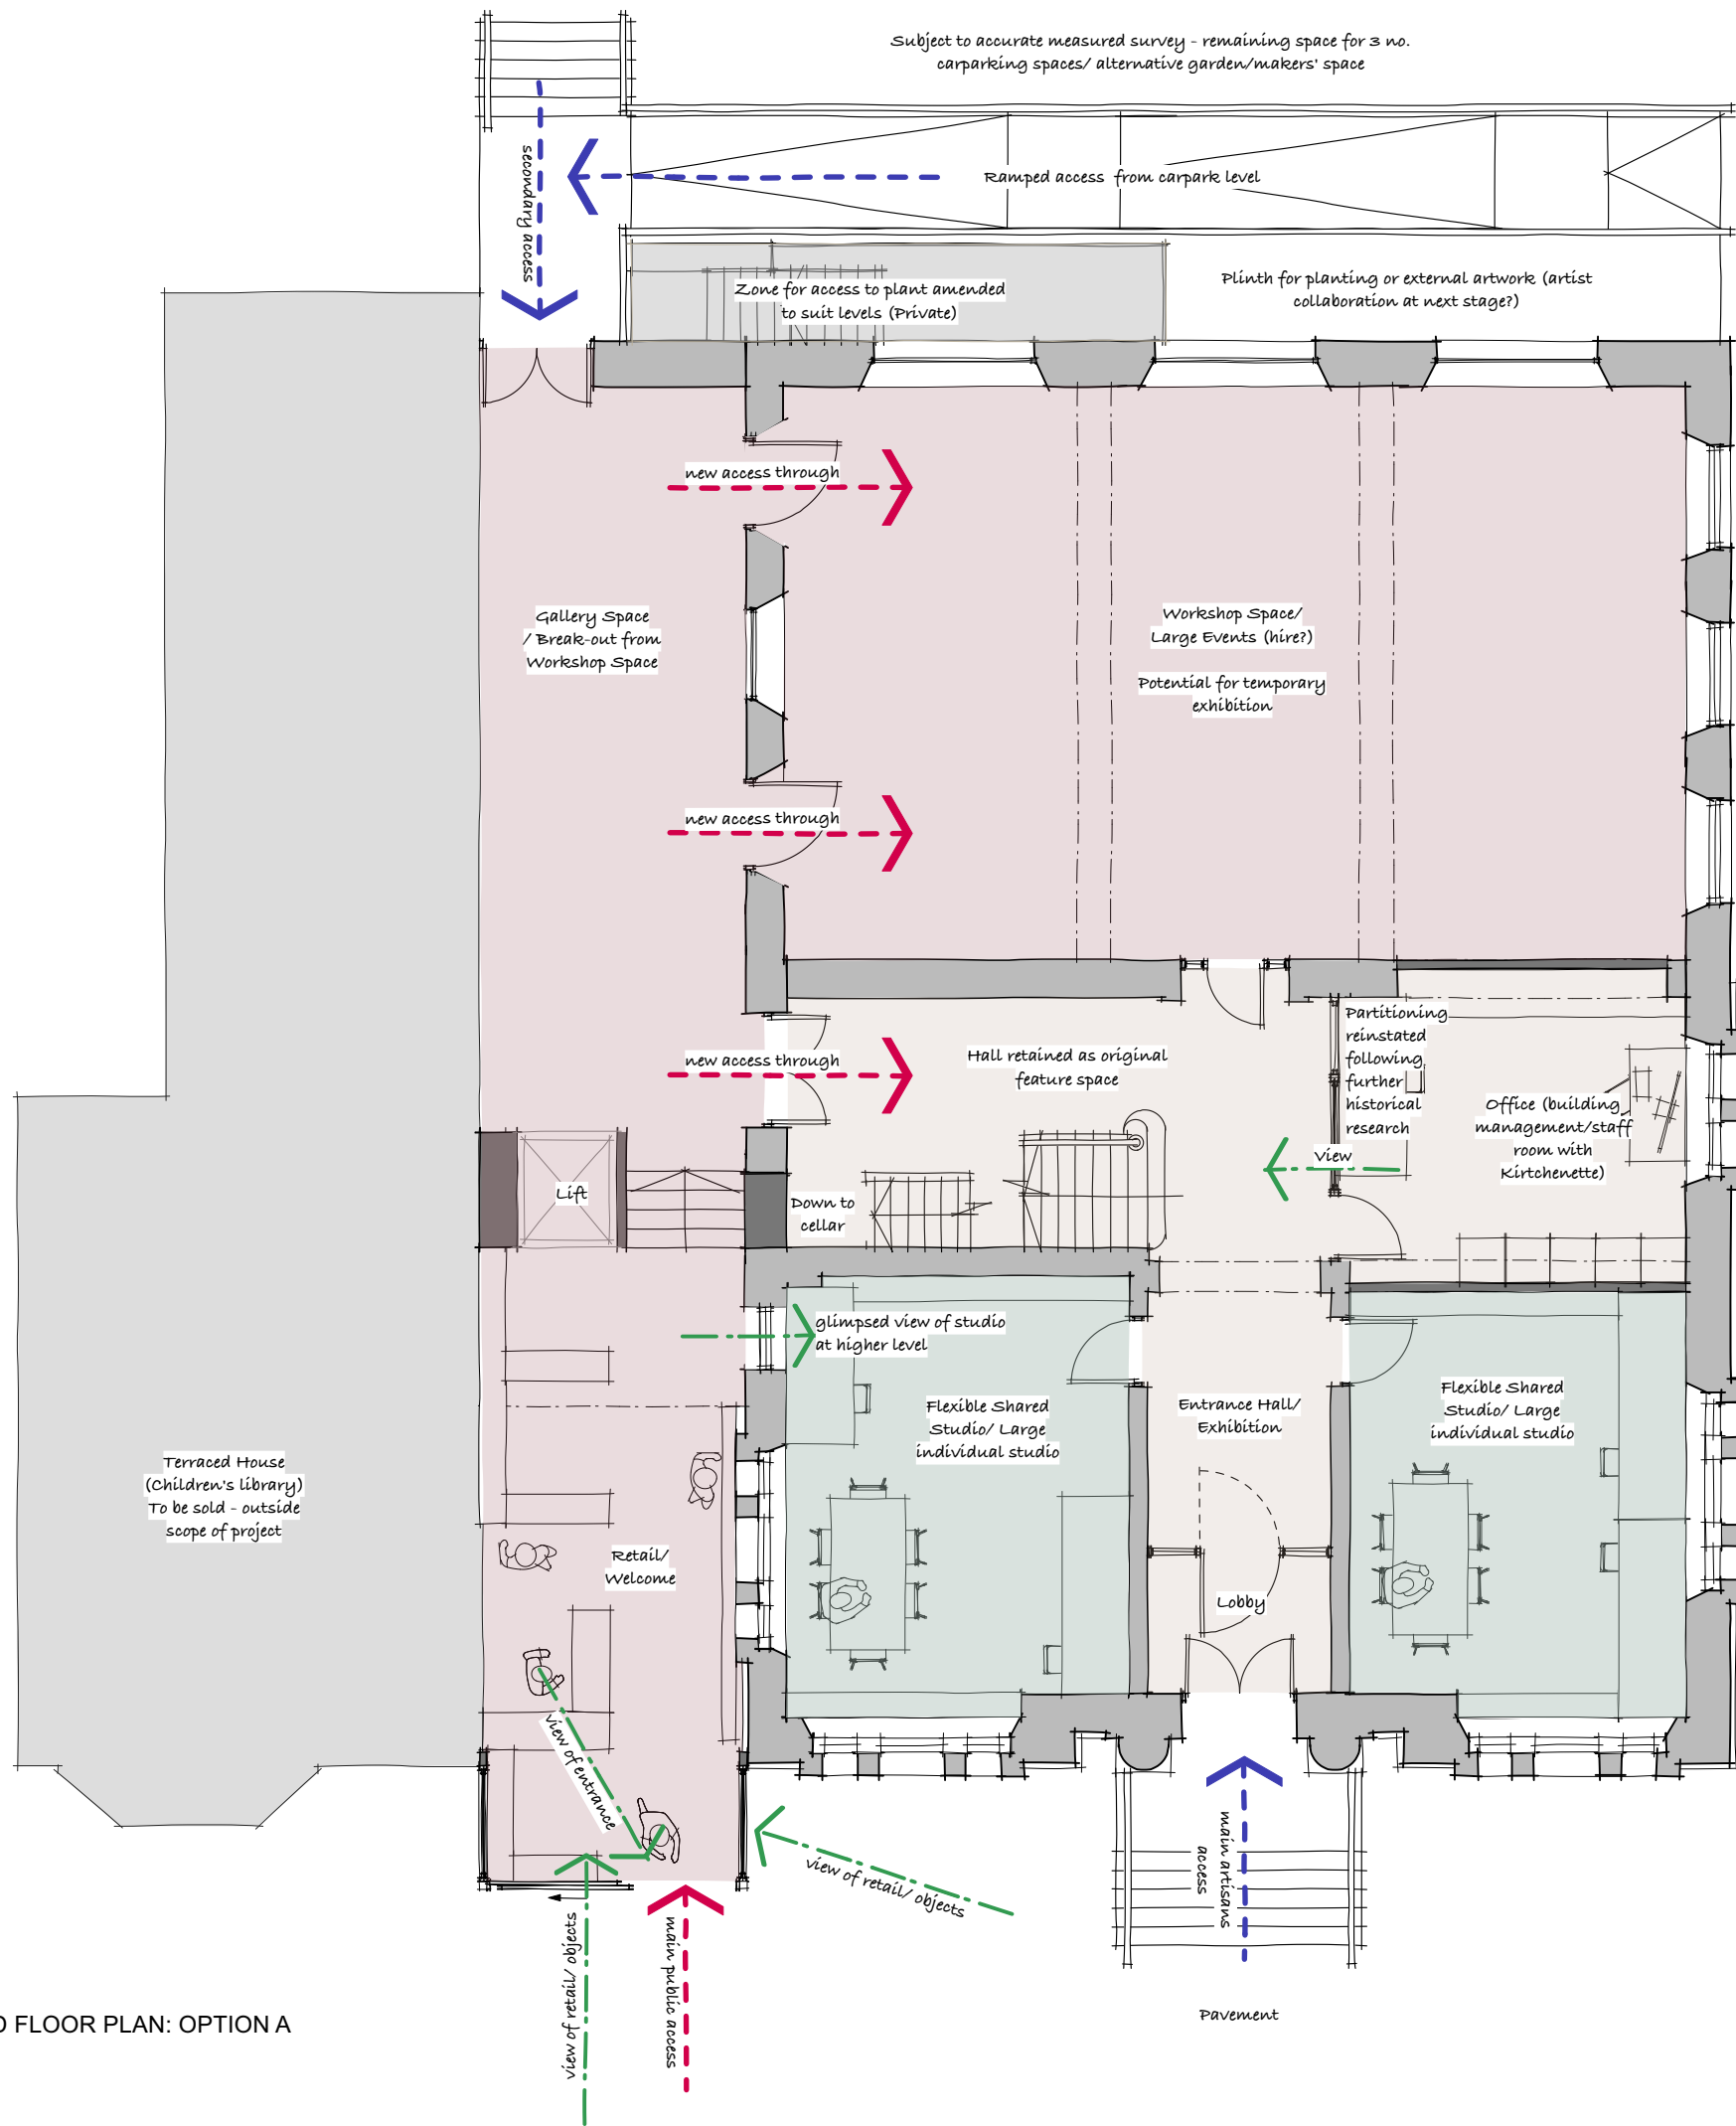 Subject to accurate measured survey - remaining space for 3 no.
carparking spaces/ alternative garden/makers' space
secondary access
Ramped access from carpark level
Zone for access to plant amended
to suit levels (Private)
Plinth for planting or external artwork (artist
collaboration at next stage?)
new access through
Gallery Space
/ Break-out from
Workshop Space
Workshop Space/
Large Events (hire?)
Potential for temporary
exhibition
new access through
new access through
Hall retained as original
feature space
Partitioning
reinstated
following
further
historical
research
Office (building
management/staff
room with
Kirtchenette)
View
Lift
Down to
cellar
glimpsed view of studio
at higher level
Flexible Shared
Studio/ Large
individual studio
Entrance Hall/
Exhibition
Flexible Shared
Studio/ Large
individual studio
Terraced House
(Children's library)
To be sold - outside
scope of project
Retail/
Welcome
Lobby
view of entrance
view of retail/ objects
main artisans
access
view of retail/ objects
main public access
Pavement
FLOOR PLAN: OPTION A